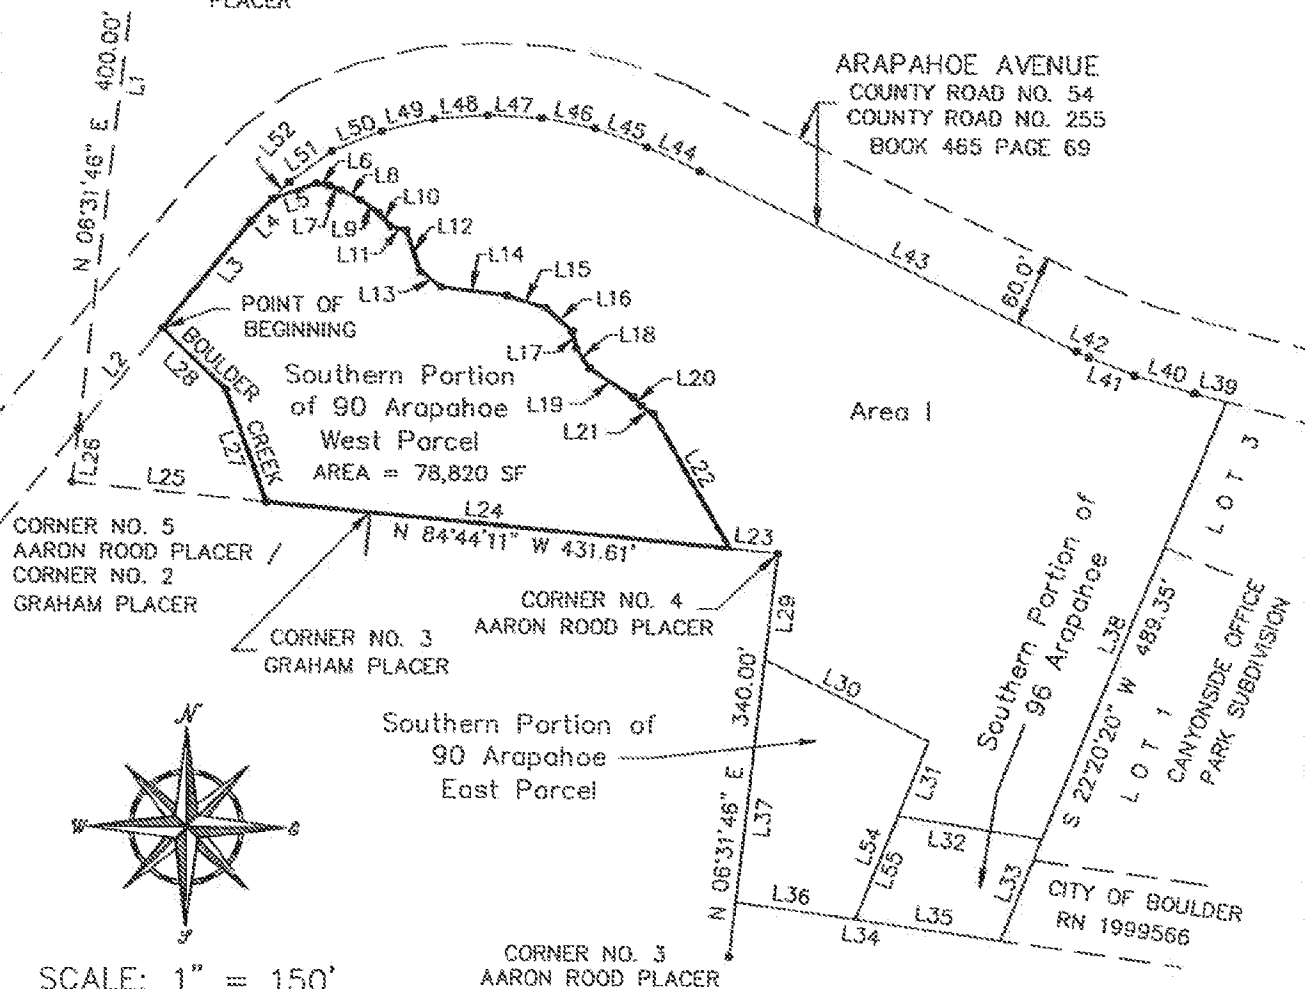 PLACER
N 06°31'46" E 400.00'
L1
ARAPAHOE AVENUE
COUNTY ROAD NO. 54
COUNTY ROAD NO. 255
BOOK 465 PAGE 69
L52
L51
L50
L49
L48
L47
L46
L45
L44
L43
60.0'
L42
L41
L40
L39
L2
L3
L4
L5
L6
L7
L8
L9
L10
L11
L12
L13
L14
L15
L16
L17
L18
L19
L20
L21
L22
L23
POINT OF
BEGINNING
BOULDER
CREEK
L28
L27
L26
L25
Southern Portion
of 90 Arapahoe
West Parcel
AREA = 78,820 SF
L24
N 84°44'11" W 431.61'
Area I
CORNER NO. 5
AARON ROOD PLACER /
CORNER NO. 2
GRAHAM PLACER
CORNER NO. 3
GRAHAM PLACER
CORNER NO. 4
AARON ROOD PLACER
L29
340.00'
N 06°31'46" E
L37
L30
L31
L32
L33
L54
L55
L36
L35
L34
Southern Portion of
90 Arapahoe
East Parcel
Southern Portion of
96 Arapahoe
L38
S 22°20'20" W 489.35'
LOT 3
LOT 1
CANYONSIDE OFFICE
PARK SUBDIVISION
CITY OF BOULDER
RN 1999566
CORNER NO. 3
AARON ROOD PLACER
N
W
E
S
SCALE: 1" = 150'